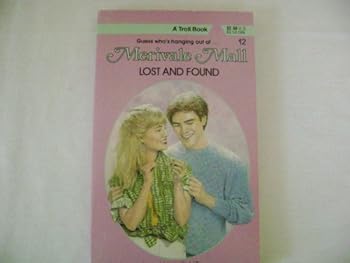 A Troll Book
Guess who's hanging out at
Merivale Mall
12
LOST AND FOUND